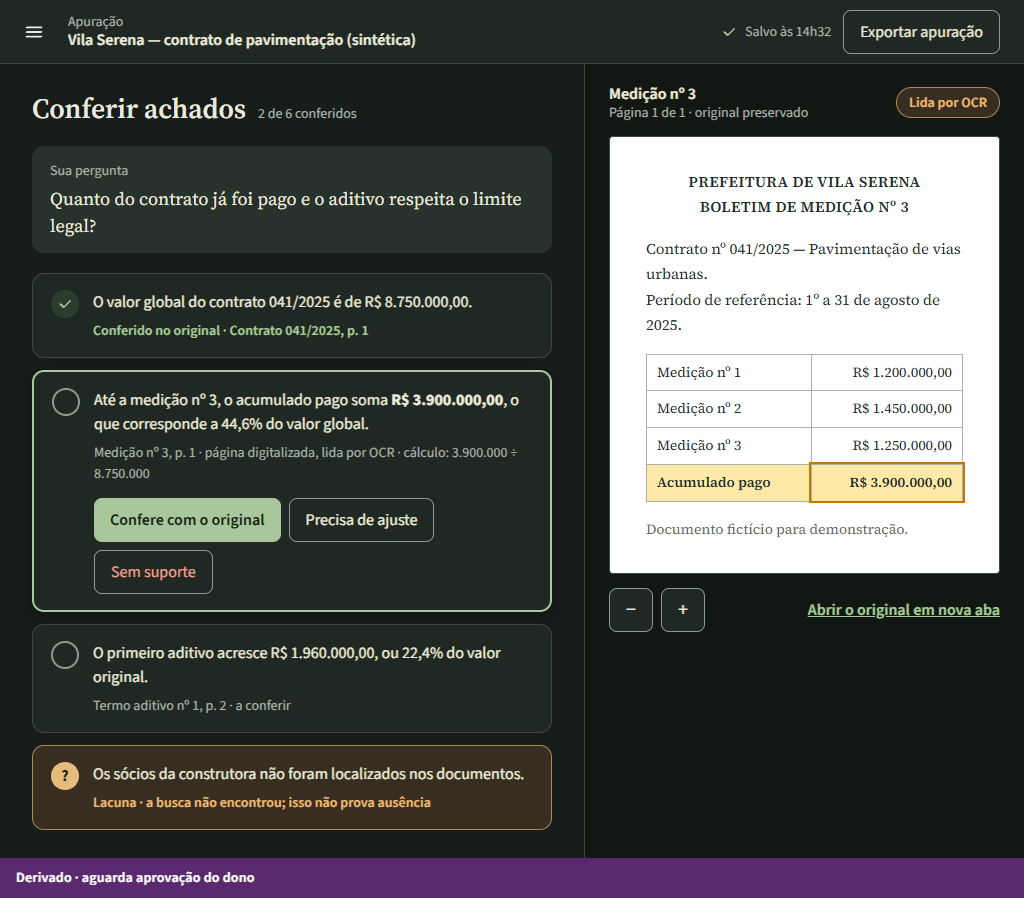 Apuração
Vila Serena — contrato de pavimentação (sintética)
Salvo às 14h32
Exportar apuração
Conferir achados
2 de 6 conferidos
Sua pergunta
Quanto do contrato já foi pago e o aditivo respeita o limite
legal?
O valor global do contrato 041/2025 é de R$ 8.750.000,00.
Conferido no original · Contrato 041/2025, p. 1
Até a medição nº 3, o acumulado pago soma R$ 3.900.000,00, o
que corresponde a 44,6% do valor global.
Medição nº 3, p. 1 · página digitalizada, lida por OCR · cálculo: 3.900.000 ÷
8.750.000
Confere com o original
Precisa de ajuste
Sem suporte
O primeiro aditivo acresce R$ 1.960.000,00, ou 22,4% do valor
original.
Termo aditivo nº 1, p. 2 · a conferir
?
Os sócios da construtora não foram localizados nos documentos.
Lacuna · a busca não encontrou; isso não prova ausência
Medição nº 3
Página 1 de 1 · original preservado
Lida por OCR
PREFEITURA DE VILA SERENA
BOLETIM DE MEDIÇÃO Nº 3
Contrato nº 041/2025 — Pavimentação de vias
urbanas.
Período de referência: 1º a 31 de agosto de
2025.
Medição nº 1 R$ 1.200.000,00
Medição nº 2 R$ 1.450.000,00
Medição nº 3 R$ 1.250.000,00
Acumulado pago R$ 3.900.000,00
Documento fictício para demonstração.
− +
Abrir o original em nova aba
Derivado · aguarda aprovação do dono